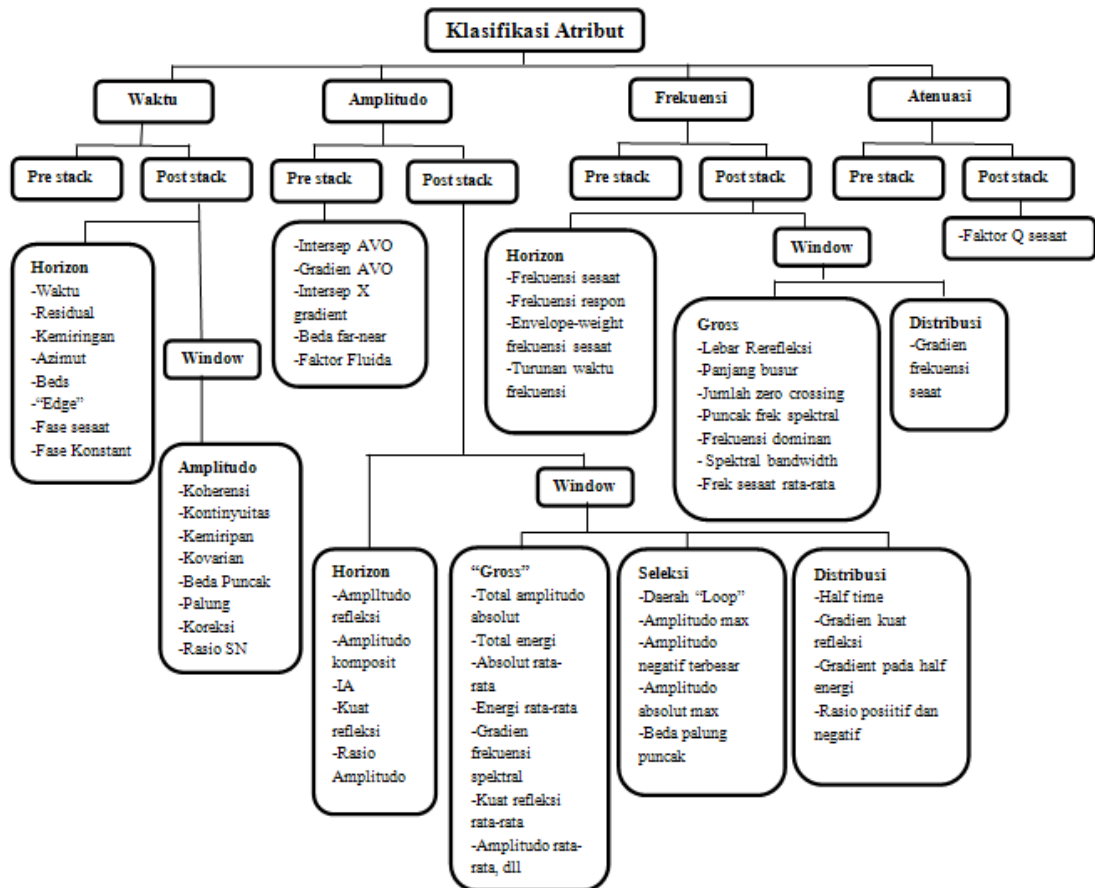 Klasifikasi Atribut
Waktu
Amplitudo
Frekuensi
Atenuasi
Pre stack
Post stack
Pre stack
Post stack
Pre stack
Post stack
Pre stack
Post stack
Horizon
-Waktu
-Residual
-Kemiringan
-Azimut
-Beds
-“Edge”
-Fase sesaat
-Fase Konstant
Window
Amplitudo
-Koherensi
-Kontinyuitas
-Kemiripan
-Kovarian
-Beda Puncak
-Palung
-Koreksi
-Rasio SN
-Intersep AVO
-Gradien AVO
-Intersep X
gradient
-Beda far-near
-Faktor Fluida
Window
Horizon
-Amplltudo
refleksi
-Amplitudo
komposit
-IA
-Kuat
refleksi
-Rasio
Amplitudo
“Gross”
-Total amplitudo
absolut
-Total energi
-Absolut rata-
rata
-Energi rata-rata
-Gradien
frekuensi
spektral
-Kuat refleksi
rata-rata
-Amplitudo rata-
rata, dll
Seleksi
-Daerah “Loop”
-Amplitudo max
-Amplitudo
negatif terbesar
-Amplitudo
absolut max
-Beda palung
puncak
Distribusi
-Half time
-Gradien kuat
refleksi
-Gradient pada half
energi
-Rasio posiitif dan
negatif
Horizon
-Frekuensi sesaat
-Frekuensi respon
-Envelope-weight
frekuensi sesaat
-Turunan waktu
frekuensi
Window
Gross
-Lebar Rerefleksi
-Panjang busur
-Jumlah zero crossing
-Puncak frek spektral
-Frekuensi dominan
- Spektral bandwidth
-Frek sesaat rata-rata
Distribusi
-Gradien
frekuensi
seaat
-Faktor Q sesaat